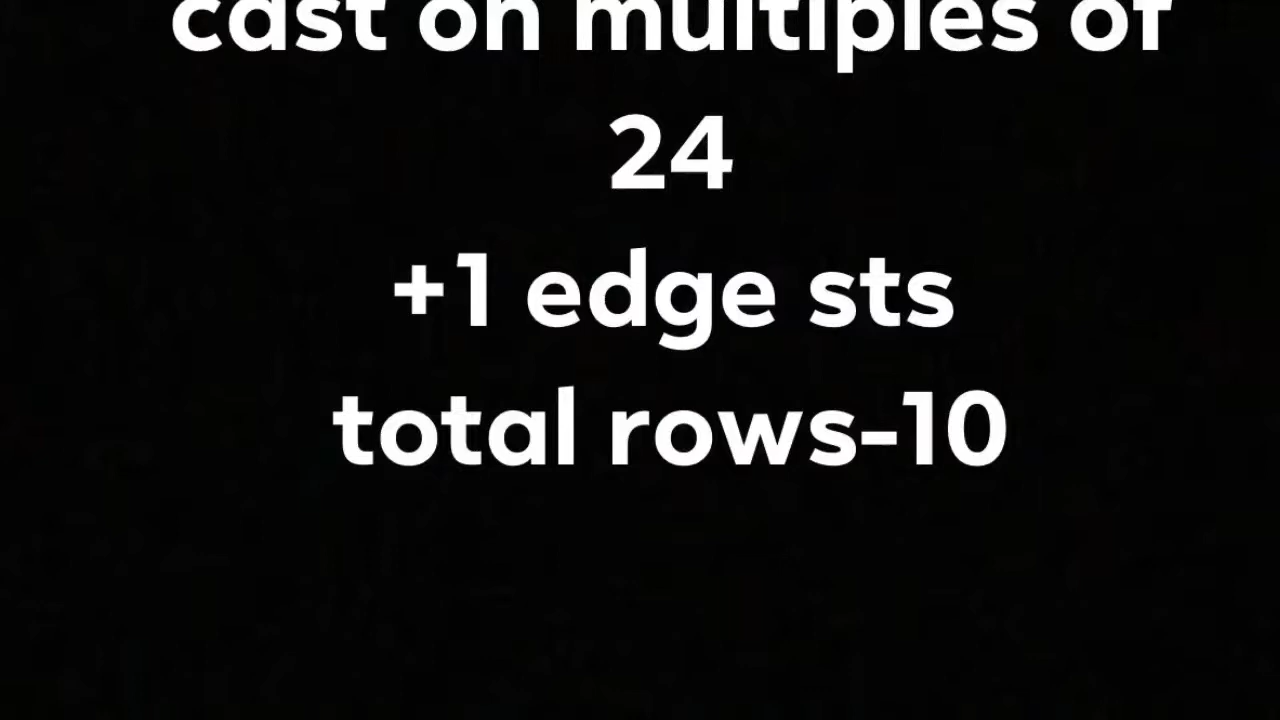 cast on multiples of
24
+1 edge sts
total rows-10